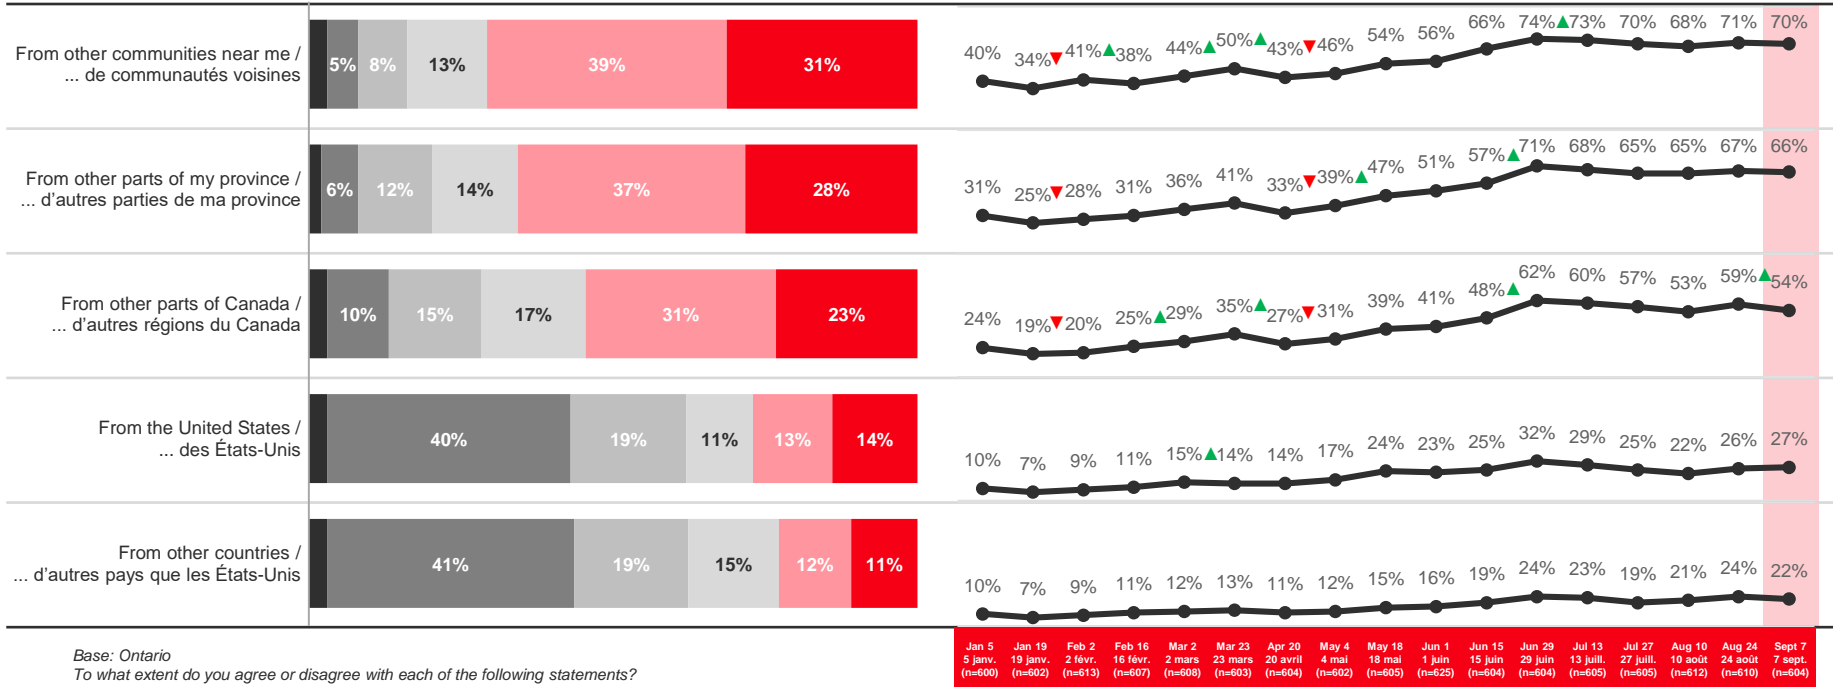 From other communities near me /
... de communautés voisines
5% 8% 13% 39% 31%
40% 34% 41% 38% 44% 50% 43% 46% 54% 56% 66% 74% 73% 70% 68% 71% 70%
From other parts of my province /
... d'autres parties de ma province
6% 12% 14% 37% 28%
31% 25% 28% 31% 36% 41% 33% 39% 47% 51% 57% 71% 68% 65% 65% 67% 66%
From other parts of Canada /
... d'autres régions du Canada
10% 15% 17% 31% 23%
24% 19% 20% 25% 29% 35% 27% 31% 39% 41% 48% 62% 60% 57% 53% 59% 54%
From the United States /
... des États-Unis
40% 19% 11% 13% 14%
10% 7% 9% 11% 15% 14% 14% 17% 24% 23% 25% 32% 29% 25% 22% 26% 27%
From other countries /
... d'autres pays que les États-Unis
41% 19% 15% 12% 11%
10% 7% 9% 11% 12% 13% 11% 12% 15% 16% 19% 24% 23% 19% 21% 24% 22%
Jan 5 Jan 19 Feb 2 Feb 16 Mar 2 Mar 23 Apr 20 May 4 May 18 Jun 1 Jun 15 Jun 29 Jul 13 Jul 27 Aug 10 Aug 24 Sept 7
5 janv. 19 janv. 2 févr. 16 févr. 2 mars 23 mars 20 avril 4 mai 18 mai 1 juin 15 juin 29 juin 13 juill. 27 juill. 10 août 24 août 7 sept.
(n=600) (n=602) (n=613) (n=607) (n=608) (n=603) (n=604) (n=602) (n=605) (n=625) (n=604) (n=604) (n=605) (n=605) (n=612) (n=610) (n=604)
Base: Ontario
To what extent do you agree or disagree with each of the following statements?